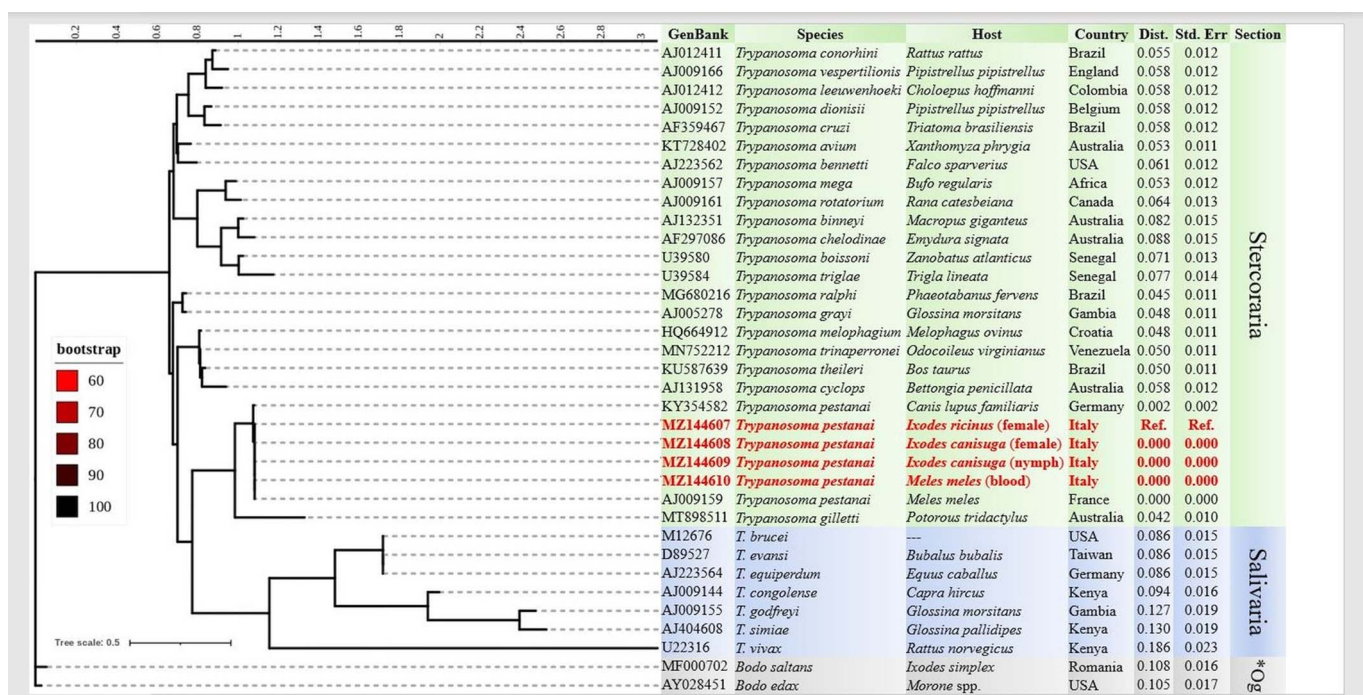 0.2 0.4 0.6 0.8 1 1.2 1.4 1.6 1.8 2 2.2 2.4 2.6 2.8 3 GenBank Species Host Country Dist. Std. Err Section
AJ012411 Trypanosoma conorhini Rattus rattus Brazil 0.055 0.012
AJ009166 Trypanosoma vespertilionis Pipistrellus pipistrellus England 0.058 0.012
AJ012412 Trypanosoma leeuwenhoeki Choloepus hoffmanni Colombia 0.058 0.012
AJ009152 Trypanosoma dionisii Pipistrellus pipistrellus Belgium 0.058 0.012
AF359467 Trypanosoma cruzi Triatoma brasiliensis Brazil 0.058 0.012
KT728402 Trypanosoma avium Xanthomyza phrygia Australia 0.053 0.011
AJ223562 Trypanosoma bennetti Falco sparverius USA 0.061 0.012
AJ009157 Trypanosoma mega Bufo regularis Africa 0.053 0.012
AJ009161 Trypanosoma rotatorium Rana catesbeiana Canada 0.064 0.013
AJ132351 Trypanosoma binneyi Macropus giganteus Australia 0.082 0.015
AF297086 Trypanosoma chelodinae Emydura signata Australia 0.088 0.015
U39580 Trypanosoma boissoni Zanobatus atlanticus Senegal 0.071 0.013
U39584 Trypanosoma triglae Trigla lineata Senegal 0.077 0.014
MG680216 Trypanosoma ralphi Phaeotabanus fervens Brazil 0.045 0.011
AJ005278 Trypanosoma grayi Glossina morsitans Gambia 0.048 0.011
HQ664912 Trypanosoma melophagium Melophagus ovinus Croatia 0.048 0.011
MN752212 Trypanosoma trinaperronei Odocoileus virginianus Venezuela 0.050 0.011
KU587639 Trypanosoma theileri Bos taurus Brazil 0.050 0.011
AJ131958 Trypanosoma cyclops Bettongia penicillata Australia 0.058 0.012
KY354582 Trypanosoma pestanai Canis lupus familiaris Germany 0.002 0.002
MZ144607 Trypanosoma pestanai Ixodes ricinus (female) Italy Ref. Ref.
MZ144608 Trypanosoma pestanai Ixodes canisuga (female) Italy 0.000 0.000
MZ144609 Trypanosoma pestanai Ixodes canisuga (nymph) Italy 0.000 0.000
MZ144610 Trypanosoma pestanai Meles meles (blood) Italy 0.000 0.000
AJ009159 Trypanosoma pestanai Meles meles France 0.000 0.000
MT898511 Trypanosoma gilletti Potorous tridactylus Australia 0.042 0.010
M12676 T. brucei --- USA 0.086 0.015
D89527 T. evansi Bubalus bubalis Taiwan 0.086 0.015
AJ223564 T. equiperdum Equus caballus Germany 0.086 0.015
AJ009144 T. congolense Capra hircus Kenya 0.094 0.016
AJ009155 T. godfreyi Glossina morsitans Gambia 0.127 0.019
AJ404608 T. simiae Glossina pallidipes Kenya 0.130 0.019
U22316 T. vivax Rattus norvegicus Kenya 0.186 0.023
MF000702 Bodo saltans Ixodes simplex Romania 0.108 0.016
AY028451 Bodo edax Morone spp. USA 0.105 0.017
Stercoraria
Salivaria
*Og
bootstrap
60
70
80
90
100
Tree scale: 0.5